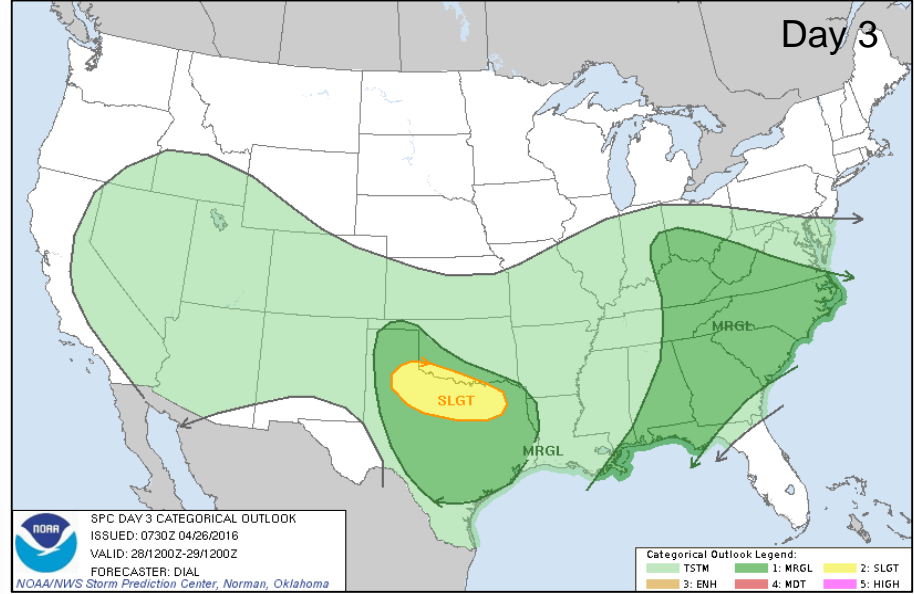 Day 3
MRGL
SLGT
MRGL
NOAA
SPC DAY 3 CATEGORICAL OUTLOOK
ISSUED: 0730Z 04/26/2016
VALID: 28/1200Z-29/1200Z
FORECASTER: DIAL
NOAA/NWS Storm Prediction Center, Norman, Oklahoma
Categorical Outlook Legend:
TSTM 1: MRGL 2: SLGT
3: ENH 4: MDT 5: HIGH